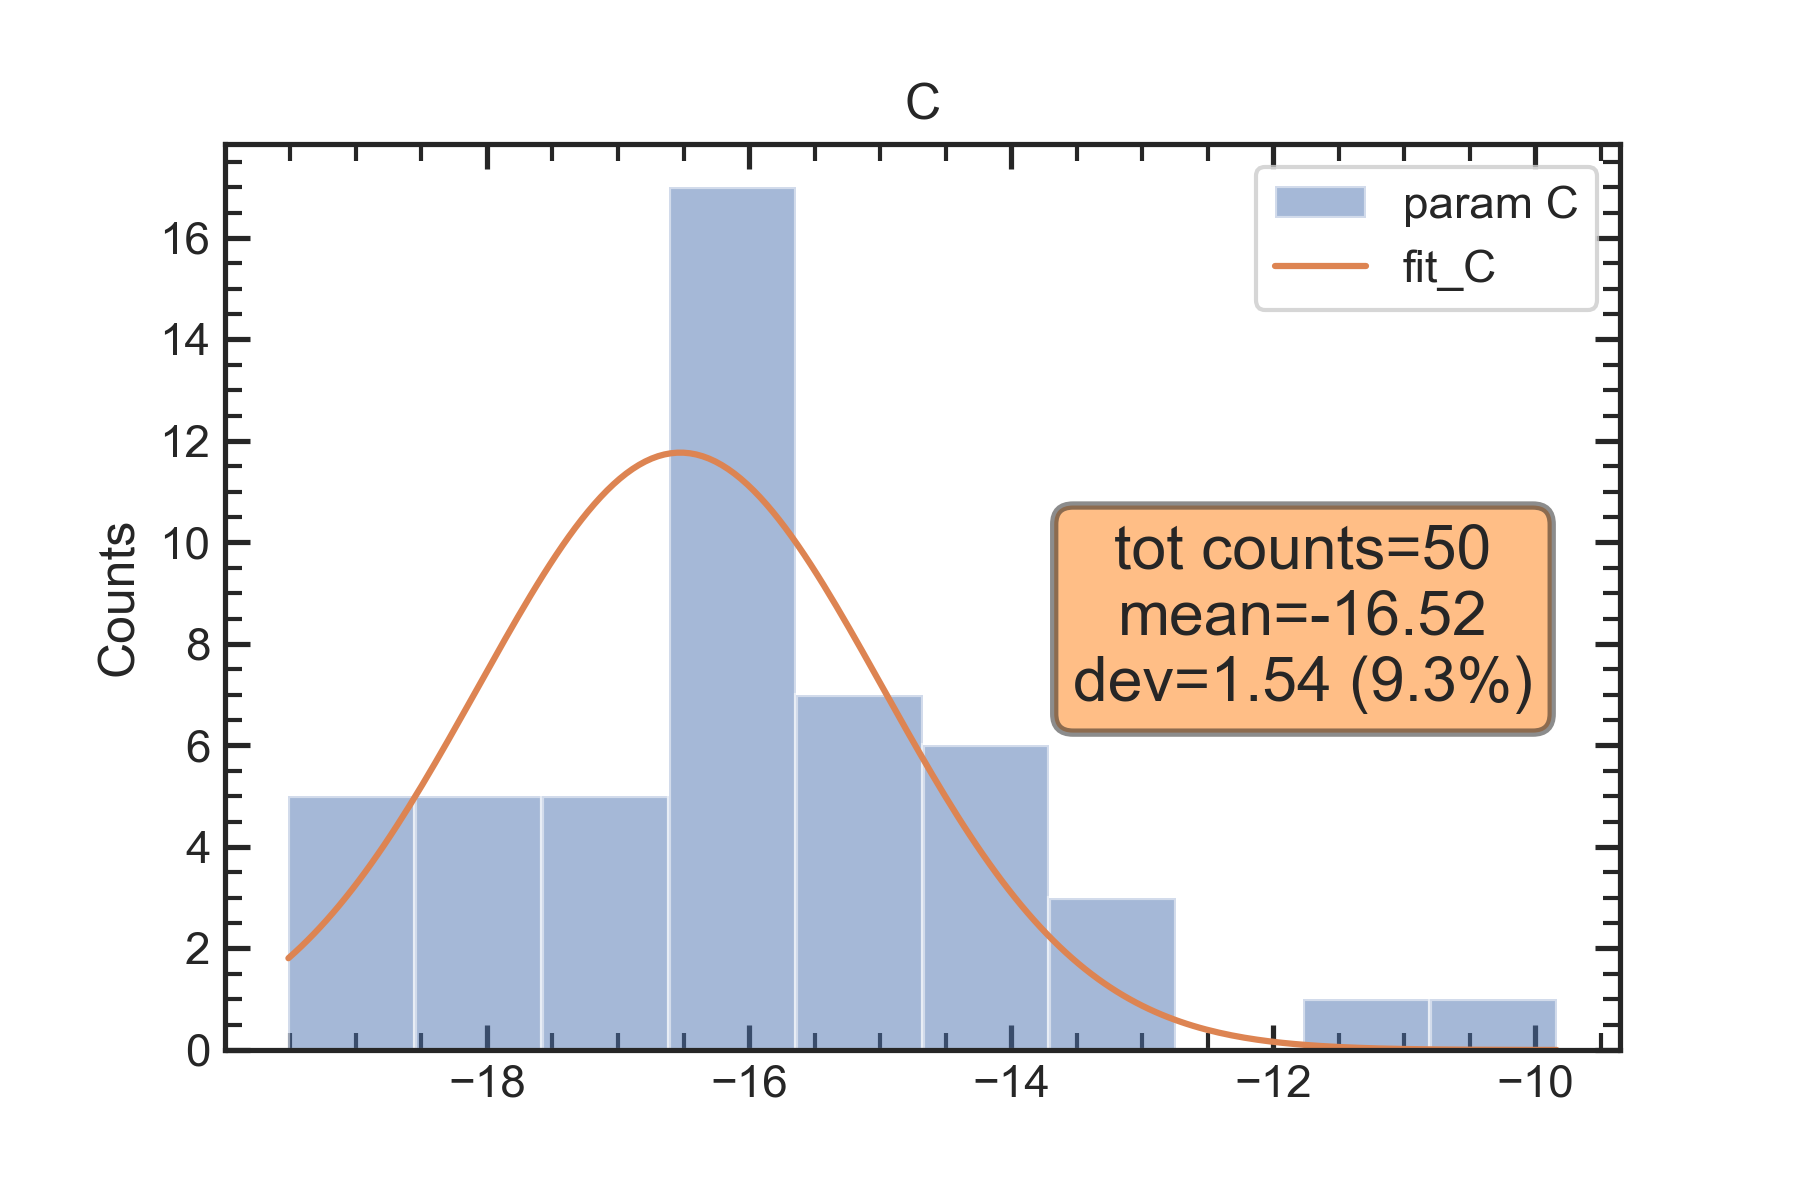 C
param C
fit_C
tot counts=50
mean=-16.52
dev=1.54 (9.3%)
Counts
16
14
12
10
8
6
4
2
0
−18 −16 −14 −12 −10